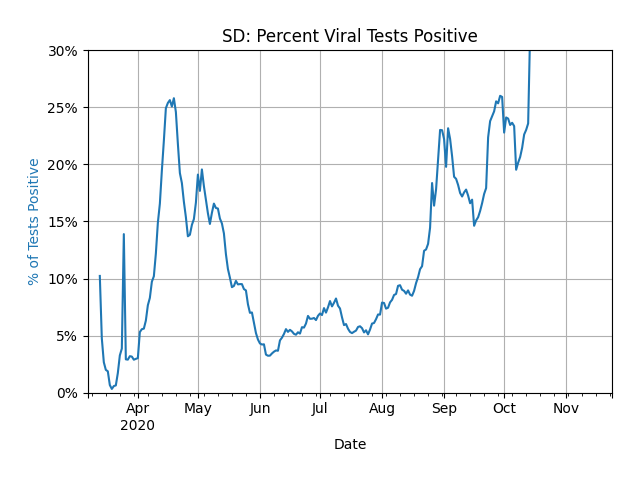 SD: Percent Viral Tests Positive
% of Tests Positive
30%
25%
20%
15%
10%
5%
0%
Apr May Jun Jul Aug Sep Oct Nov
2020
Date